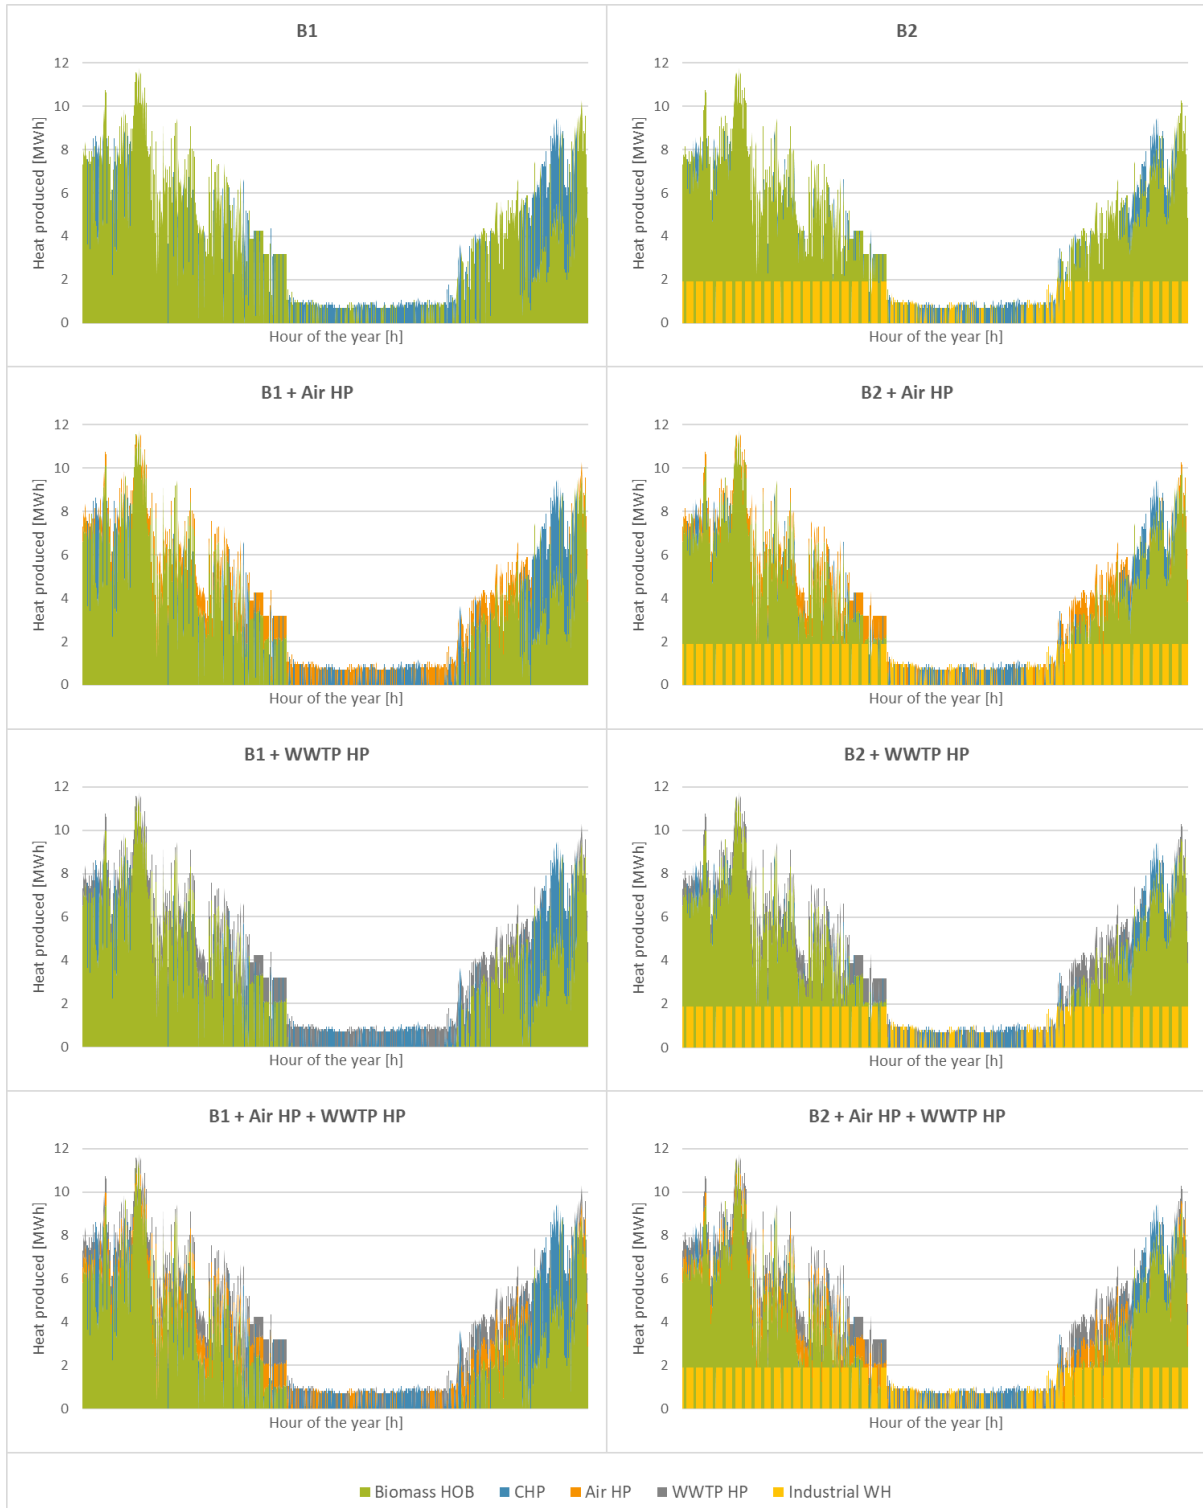 B1
12
10
8
6
4
2
0
Heat produced [MWh]
Hour of the year [h]
B2
12
10
8
6
4
2
0
Heat produced [MWh]
Hour of the year [h]
B1 + Air HP
12
10
8
6
4
2
0
Heat produced [MWh]
Hour of the year [h]
B2 + Air HP
12
10
8
6
4
2
0
Heat produced [MWh]
Hour of the year [h]
B1 + WWTP HP
12
10
8
6
4
2
0
Heat produced [MWh]
Hour of the year [h]
B2 + WWTP HP
12
10
8
6
4
2
0
Heat produced [MWh]
Hour of the year [h]
B1 + Air HP + WWTP HP
12
10
8
6
4
2
0
Heat produced [MWh]
Hour of the year [h]
B2 + Air HP + WWTP HP
12
10
8
6
4
2
0
Heat produced [MWh]
Hour of the year [h]
Biomass HOB CHP Air HP WWTP HP Industrial WH